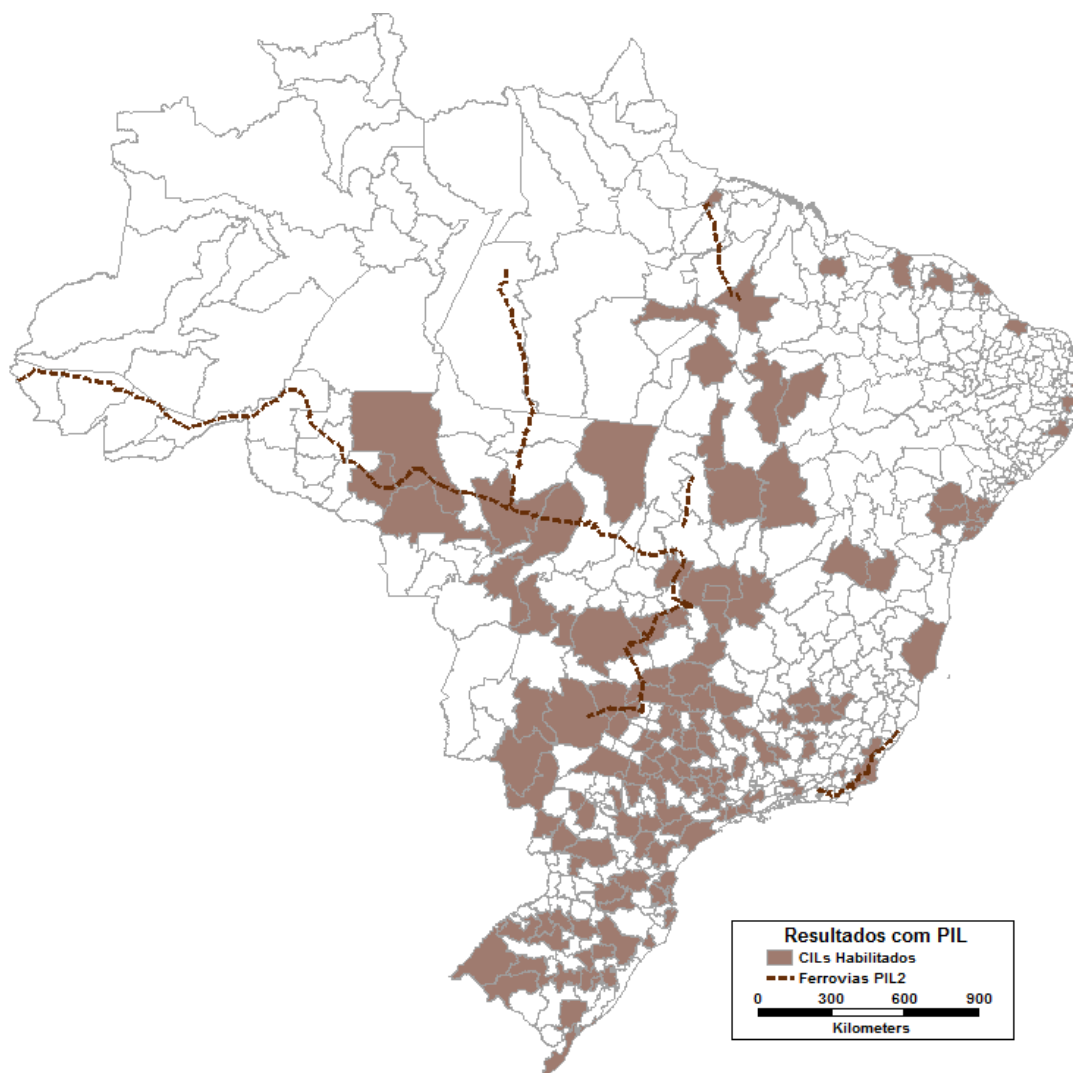 Resultados com PIL
CILs Habilitados
Ferrovias PIL2
0 300 600 900
Kilometers